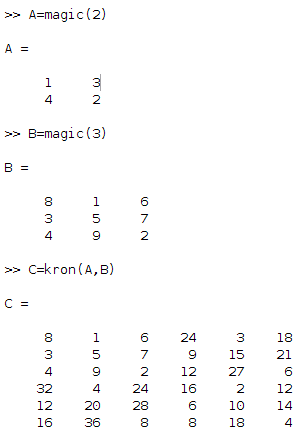 >> A=magic(2)
A =
1 3
4 2
>> B=magic(3)
B =
8 1 6
3 5 7
4 9 2
>> C=kron(A,B)
C =
8 1 6 24 3 18
3 5 7 9 15 21
4 9 2 12 27 6
32 4 24 16 2 12
12 20 28 6 10 14
16 36 8 8 18 4